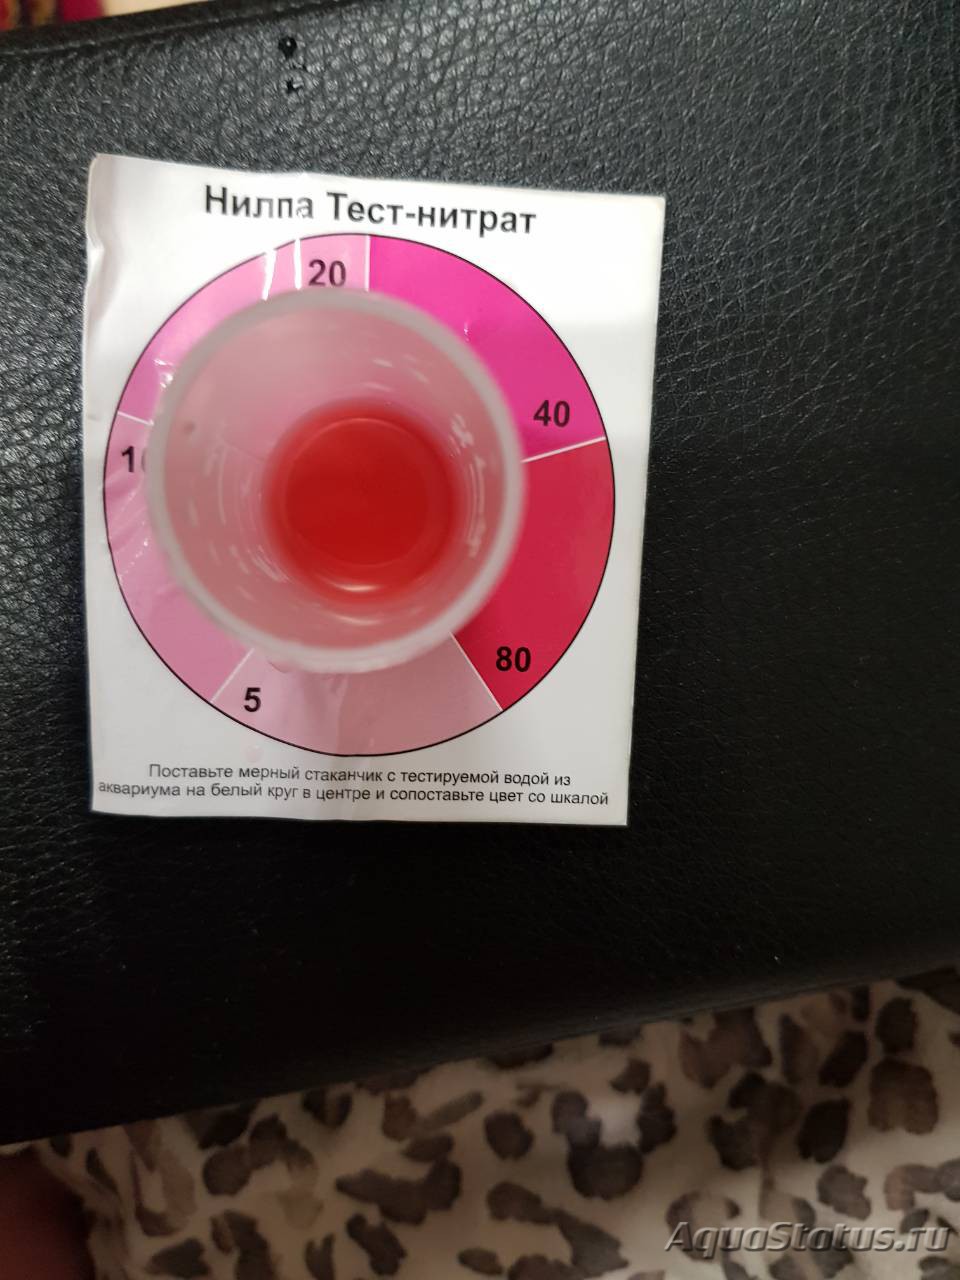 Нилпа Тест-нитрат
20
40
80
5
Поставьте мерный стаканчик с тестируемой водой из
аквариума на белый круг в центре и сопоставьте цвет со шкалой
AquaStatus.ru